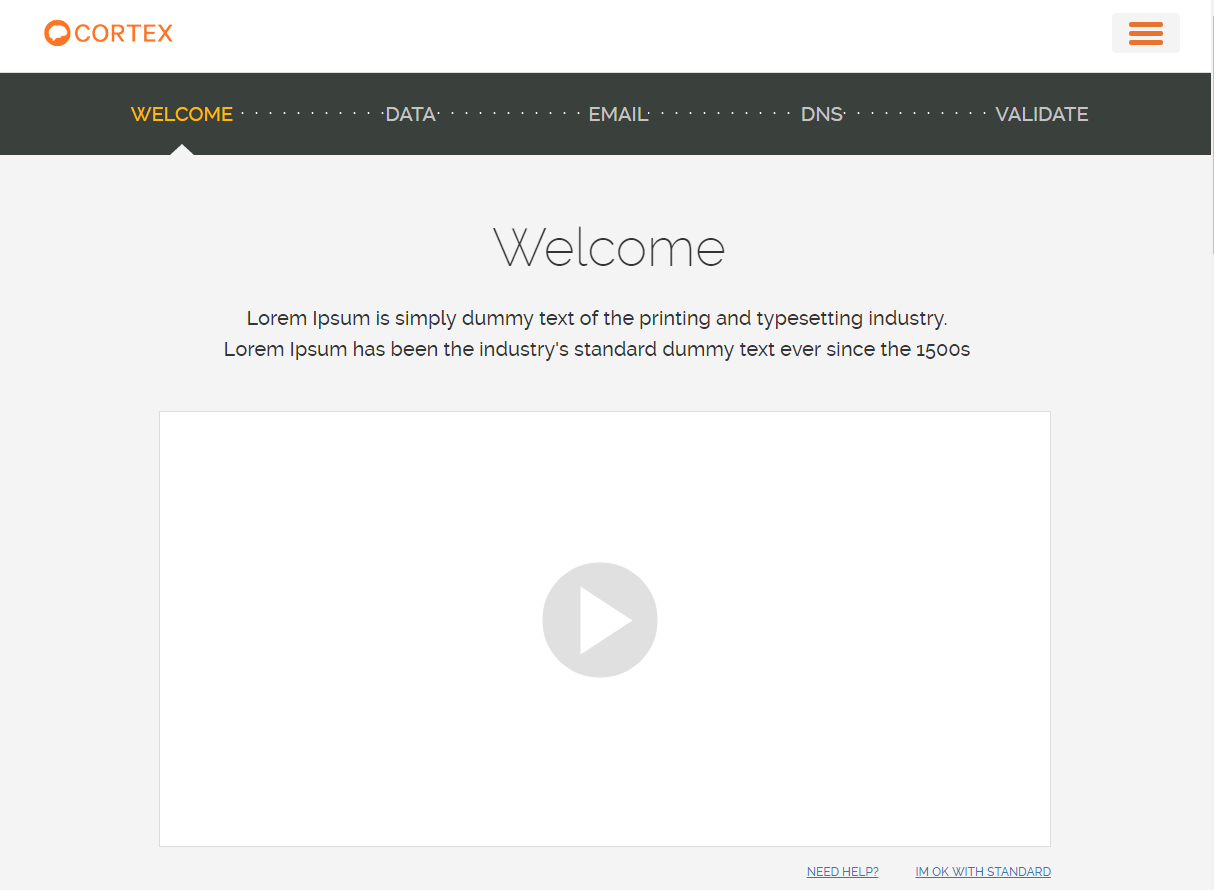 CORTEX
WELCOME DATA EMAIL DNS VALIDATE
Welcome
Lorem Ipsum is simply dummy text of the printing and typesetting industry.
Lorem Ipsum has been the industry's standard dummy text ever since the 1500s
NEED HELP? IM OK WITH STANDARD